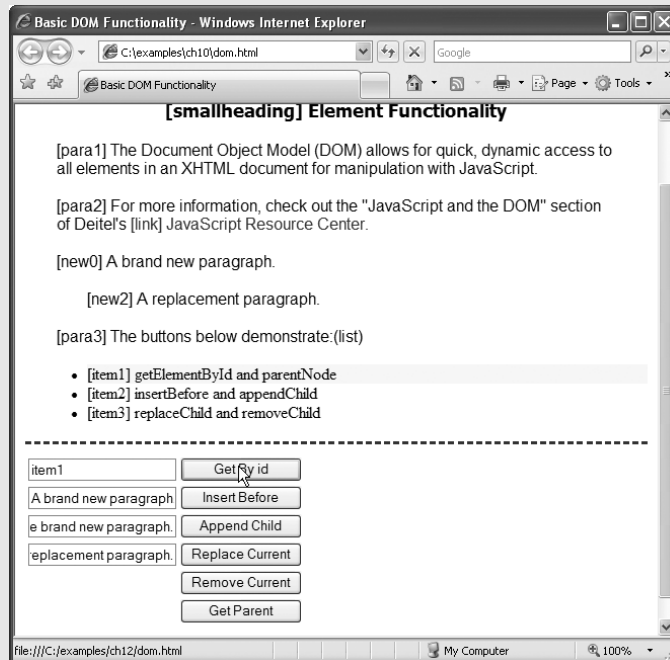 Basic DOM Functionality - Windows Internet Explorer
C:\examples\ch10\dom.html
Google
Basic DOM Functionality
Page
Tools
[smallheading] Element Functionality
[para1] The Document Object Model (DOM) allows for quick, dynamic access to
all elements in an XHTML document for manipulation with JavaScript.
[para2] For more information, check out the "JavaScript and the DOM" section
of Deitel's [link] JavaScript Resource Center.
[new0] A brand new paragraph.
[new2] A replacement paragraph.
[para3] The buttons below demonstrate:(list)
• [item1] getElementById and parentNode
• [item2] insertBefore and appendChild
• [item3] replaceChild and removeChild
item1 Get By id
A brand new paragraph Insert Before
e brand new paragraph. Append Child
replacement paragraph. Replace Current
Remove Current
Get Parent
file:///C:/examples/ch12/dom.html My Computer 100%